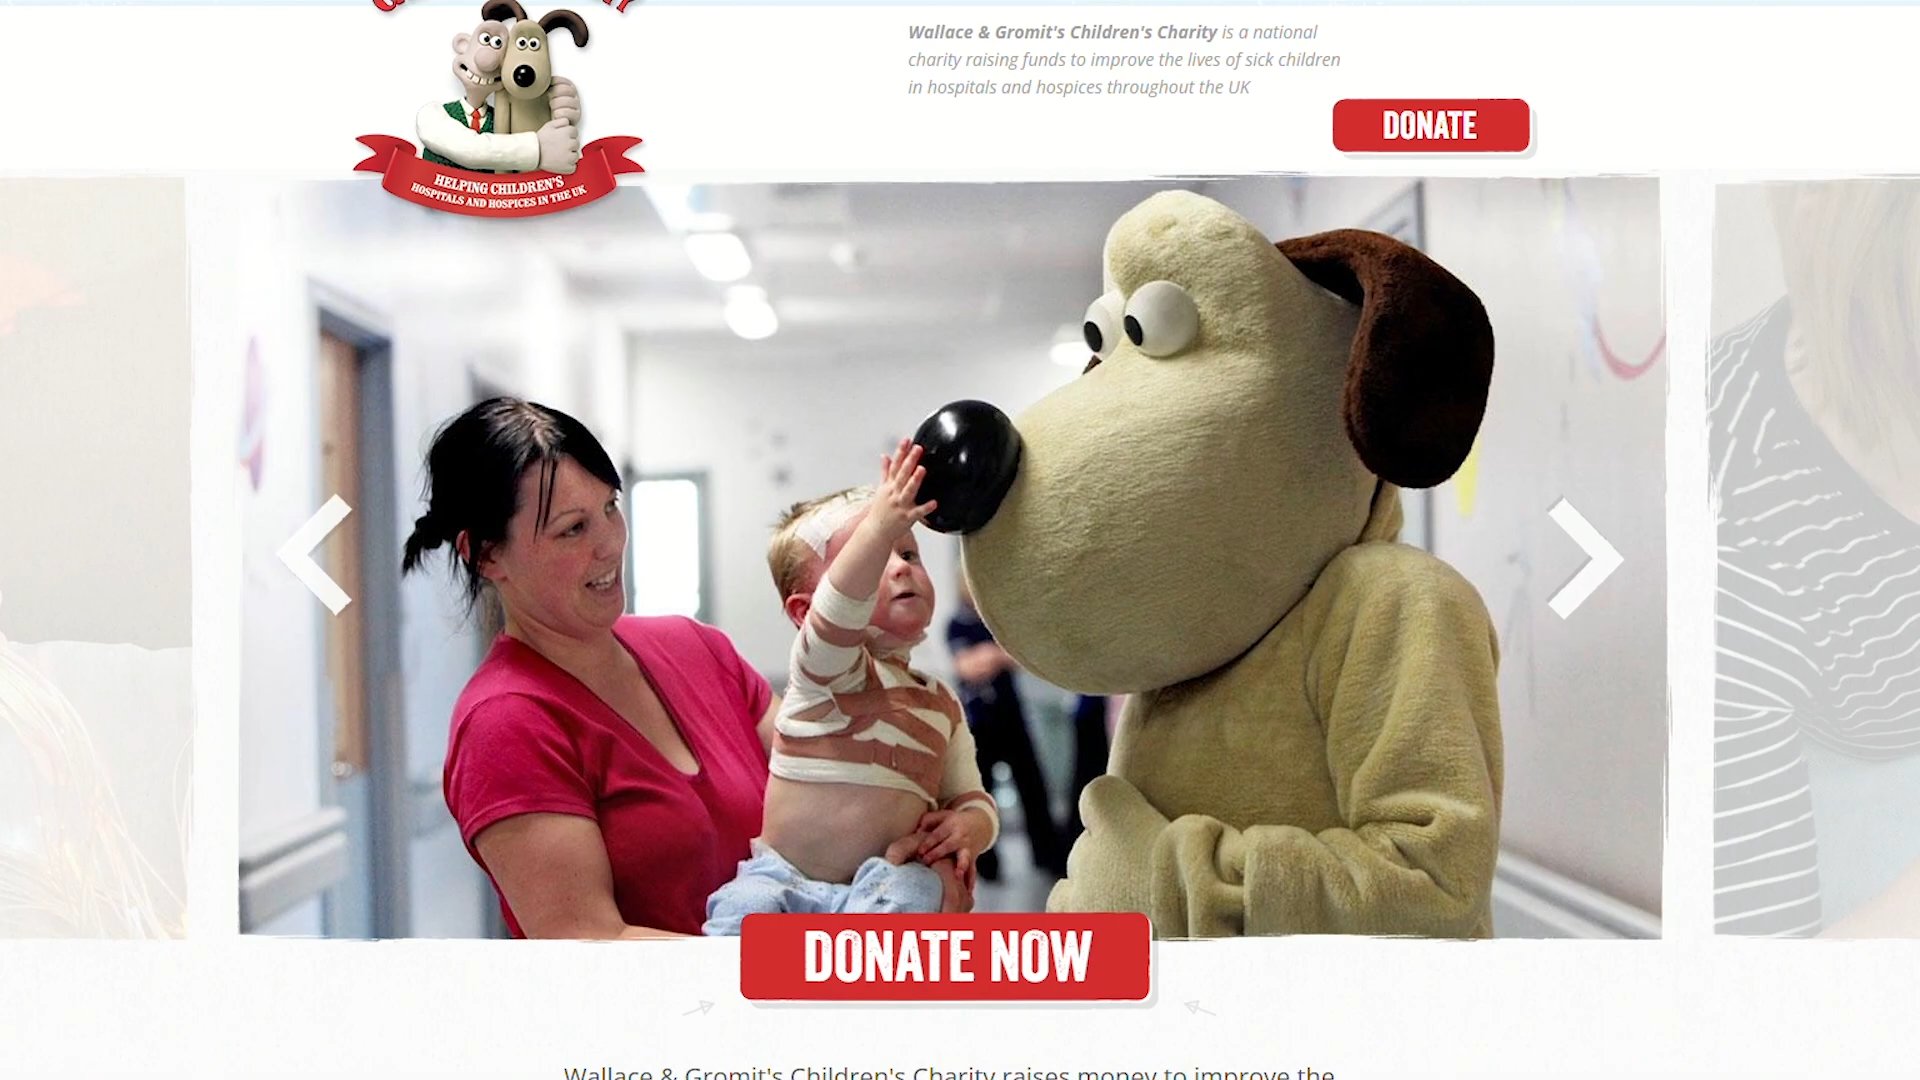 Wallace & Gromit's Children's Charity is a national
charity raising funds to improve the lives of sick children
in hospitals and hospices throughout the UK
DONATE
HELPING CHILDREN'S
HOSPITALS AND HOSPICES IN THE UK
DONATE NOW
Wallace & Gromit's Children's Charity raises money to improve the